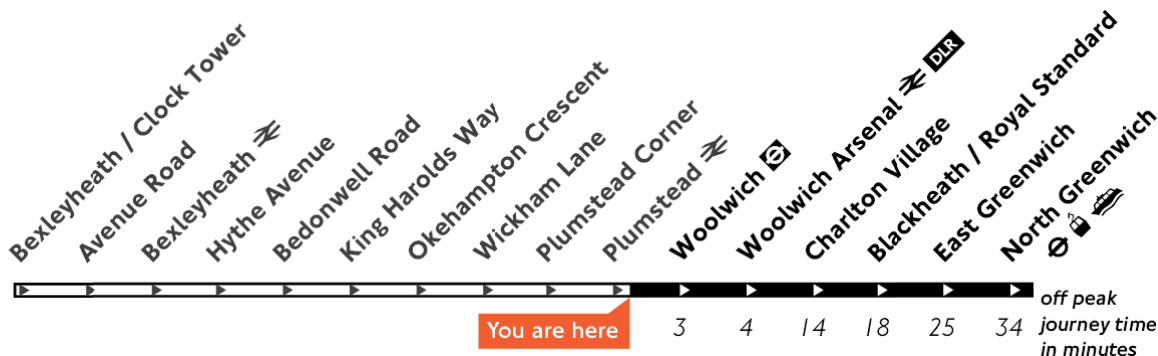 Bexleyheath / Clock Tower
Avenue Road
Bexleyheath
Hythe Avenue
Bedonwell Road
King Harolds Way
Okehampton Crescent
Wickham Lane
Plumstead Corner
Plumstead
Woolwich
Woolwich Arsenal DLR
Charlton Village
Blackheath / Royal Standard
East Greenwich
North Greenwich
You are here
3 4 14 18 25 34
off peak
journey time
in minutes